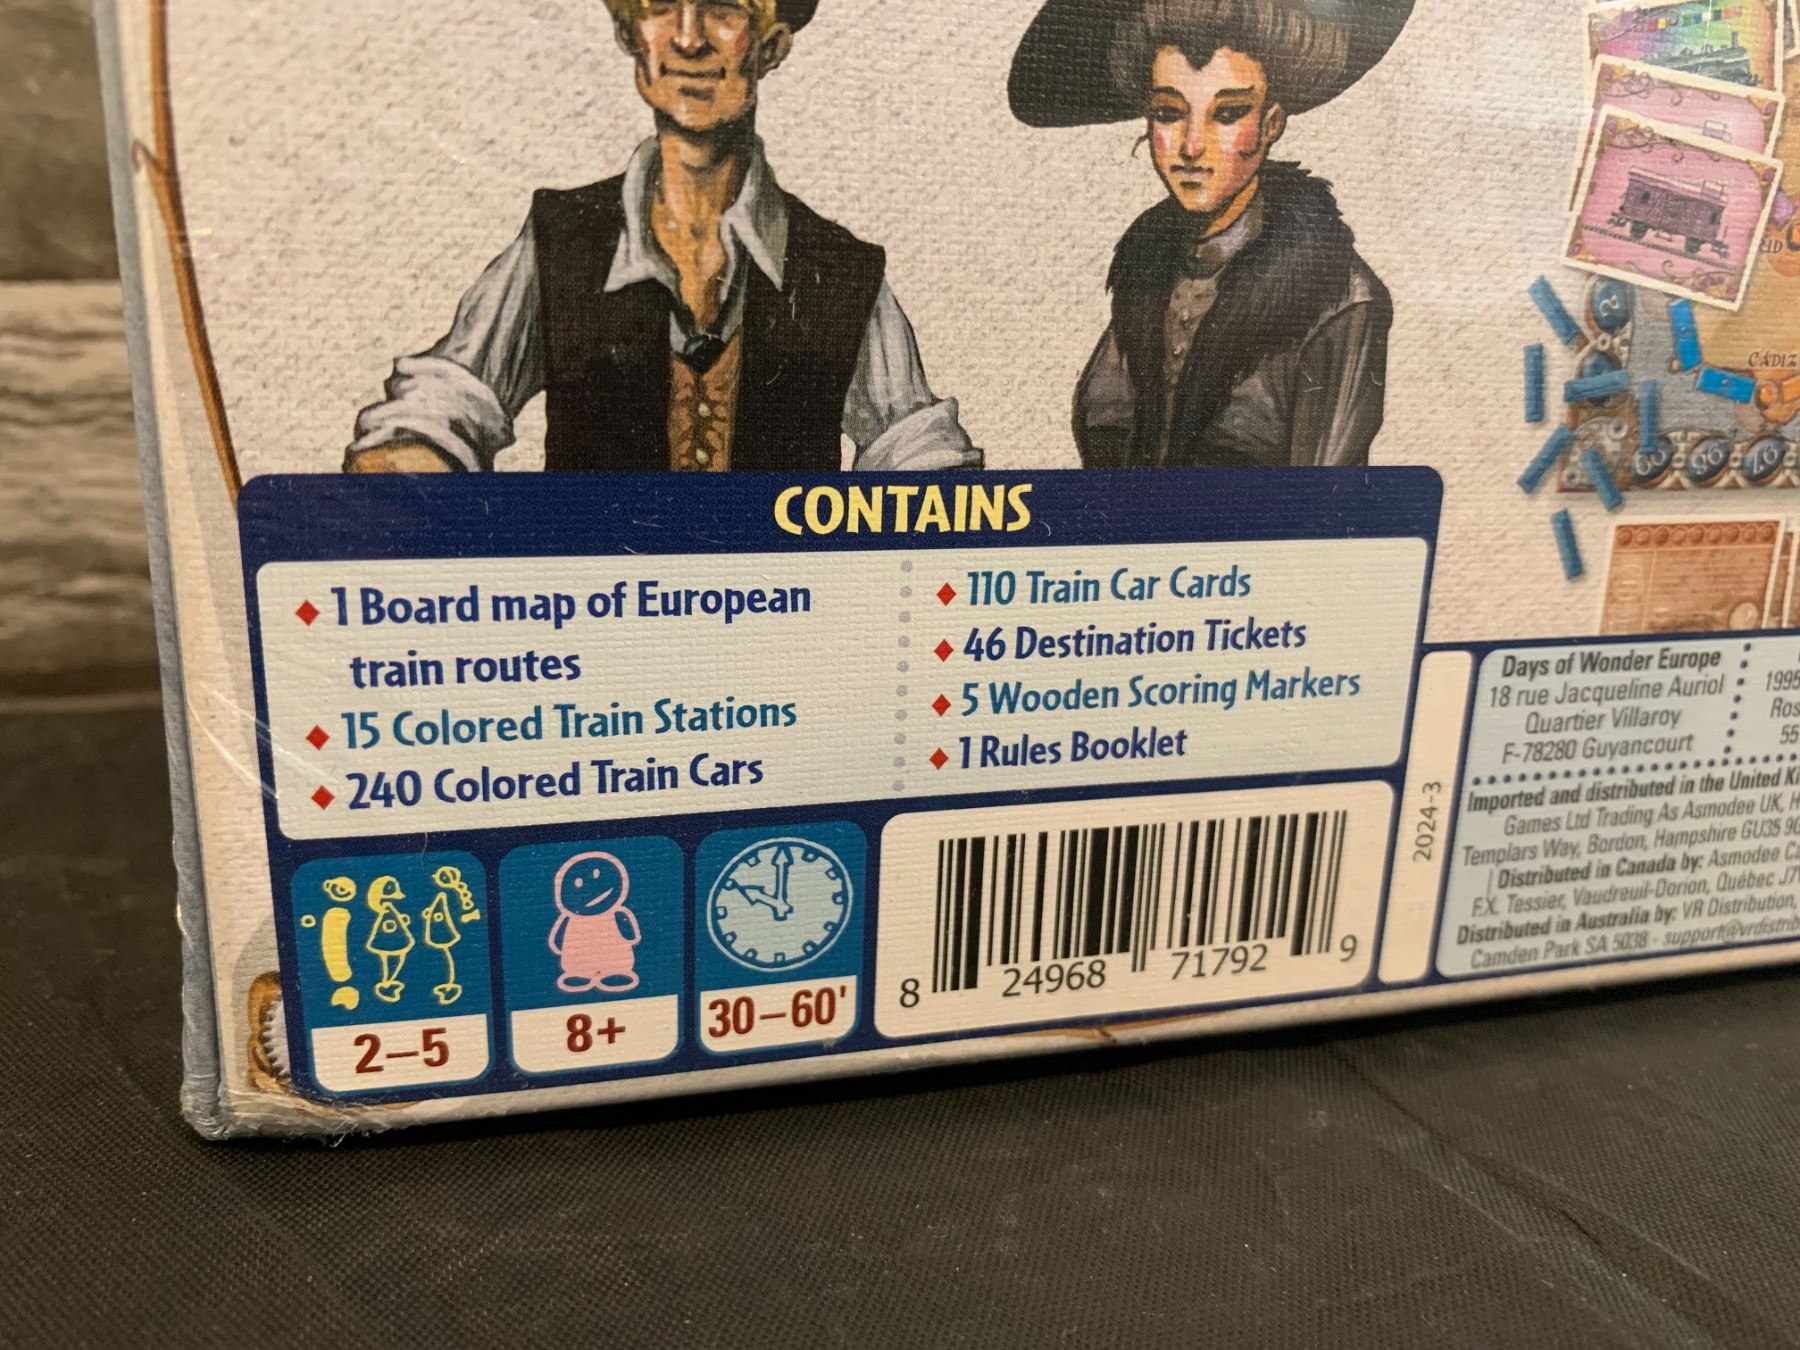 CÁDIZ
CONTAINS
1 Board map of European
train routes
15 Colored Train Stations
240 Colored Train Cars
110 Train Car Cards
46 Destination Tickets
5 Wooden Scoring Markers
1 Rules Booklet
2–5
8+
30–60'
8 24968 71792 9
2024-3
Days of Wonder Europe
18 rue Jacqueline Auriol
Quartier Villaroy
F-78280 Guyancourt
1995
55
Imported and distributed in the United
Games Ltd Trading As Asmodee UK,
Templars Way, Bordon, Hampshire GU35
Distributed in Canada by: Asmodee
F.X. Tessier, Vaudreuil-Dorion, Québec
Distributed in Australia by: VR Distribution,
Camden Park SA 5038 -